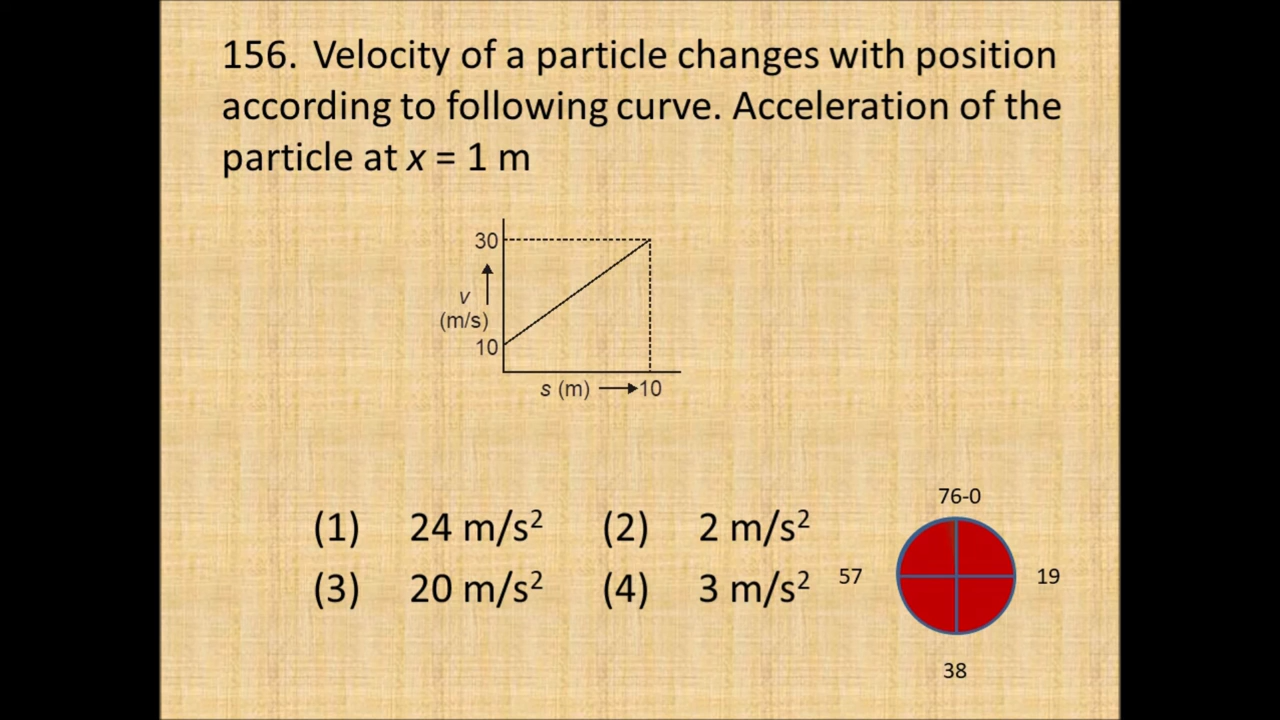 156. Velocity of a particle changes with position
according to following curve. Acceleration of the
particle at x = 1 m
30
v
(m/s)
10
s (m) 10
(1) 24 m/s² (2) 2 m/s²
(3) 20 m/s² (4) 3 m/s²
76-0
57
19
38